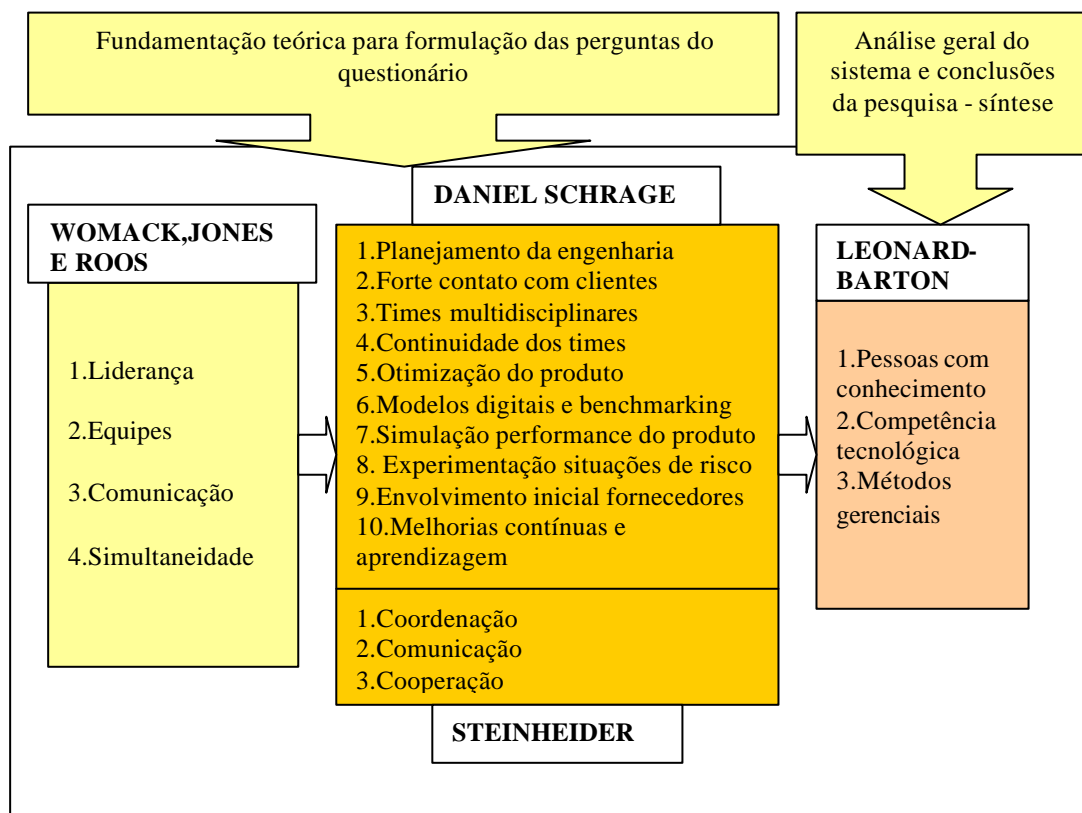 Fundamentação teórica para formulação das perguntas do
questionário
Análise geral do
sistema e conclusões
da pesquisa - síntese
WOMACK,JONES
E ROOS
1.Liderança
2.Equipes
3.Comunicação
4.Simultaneidade
DANIEL SCHRAGE
1.Planejamento da engenharia
2.Forte contato com clientes
3.Times multidisciplinares
4.Continuidade dos times
5.Otimização do produto
6.Modelos digitais e benchmarking
7.Simulação performance do produto
8. Experimentação situações de risco
9.Envolvimento inicial fornecedores
10.Melhorias contínuas e
aprendizagem
1.Coordenação
2.Comunicação
3.Cooperação
STEINHEIDER
LEONARD-
BARTON
1.Pessoas com
conhecimento
2.Competência
tecnológica
3.Métodos
gerenciais